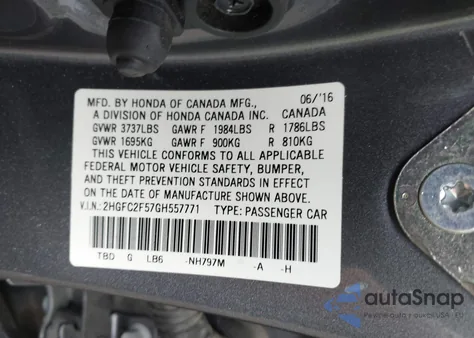 MFD. BY HONDA OF CANADA MFG., 06/'16
A DIVISION OF HONDA CANADA INC. CANADA
GVWR 3737LBS GAWR F 1984LBS R 1786LBS
GVWR 1695KG GAWR F 900KG R 810KG
THIS VEHICLE CONFORMS TO ALL APPLICABLE
FEDERAL MOTOR VEHICLE SAFETY, BUMPER,
AND THEFT PREVENTION STANDARDS IN EFFECT
ON THE DATE OF MANUFACTURE SHOWN ABOVE.
V.I.N.: 2HGFC2F57GH557771 TYPE: PASSENGER CAR
TBD G LB6 -NH797M -A -H
autoSnap